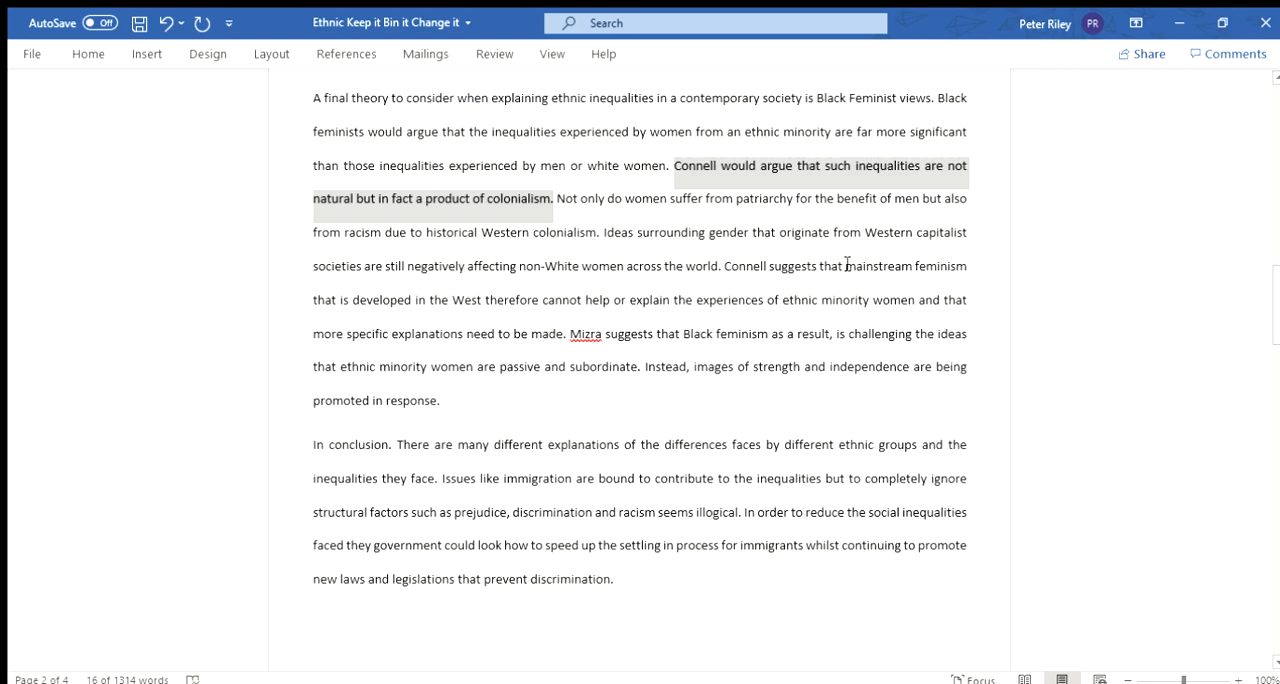 AutoSave Off Ethnic Keep it Bin it Change it Search Peter Riley PR
File Home Insert Design Layout References Mailings Review View Help Share Comments
A final theory to consider when explaining ethnic inequalities in a contemporary society is Black Feminist views. Black
feminists would argue that the inequalities experienced by women from an ethnic minority are far more significant
than those inequalities experienced by men or white women. Connell would argue that such inequalities are not
natural but in fact a product of colonialism. Not only do women suffer from patriarchy for the benefit of men but also
from racism due to historical Western colonialism. Ideas surrounding gender that originate from Western capitalist
societies are still negatively affecting non-White women across the world. Connell suggests that mainstream feminism
that is developed in the West therefore cannot help or explain the experiences of ethnic minority women and that
more specific explanations need to be made. Mizra suggests that Black feminism as a result, is challenging the ideas
that ethnic minority women are passive and subordinate. Instead, images of strength and independence are being
promoted in response.
In conclusion. There are many different explanations of the differences faces by different ethnic groups and the
inequalities they face. Issues like immigration are bound to contribute to the inequalities but to completely ignore
structural factors such as prejudice, discrimination and racism seems illogical. In order to reduce the social inequalities
faced they government could look how to speed up the settling in process for immigrants whilst continuing to promote
new laws and legislations that prevent discrimination.
Page 2 of 4 16 of 1314 words Focus 100%